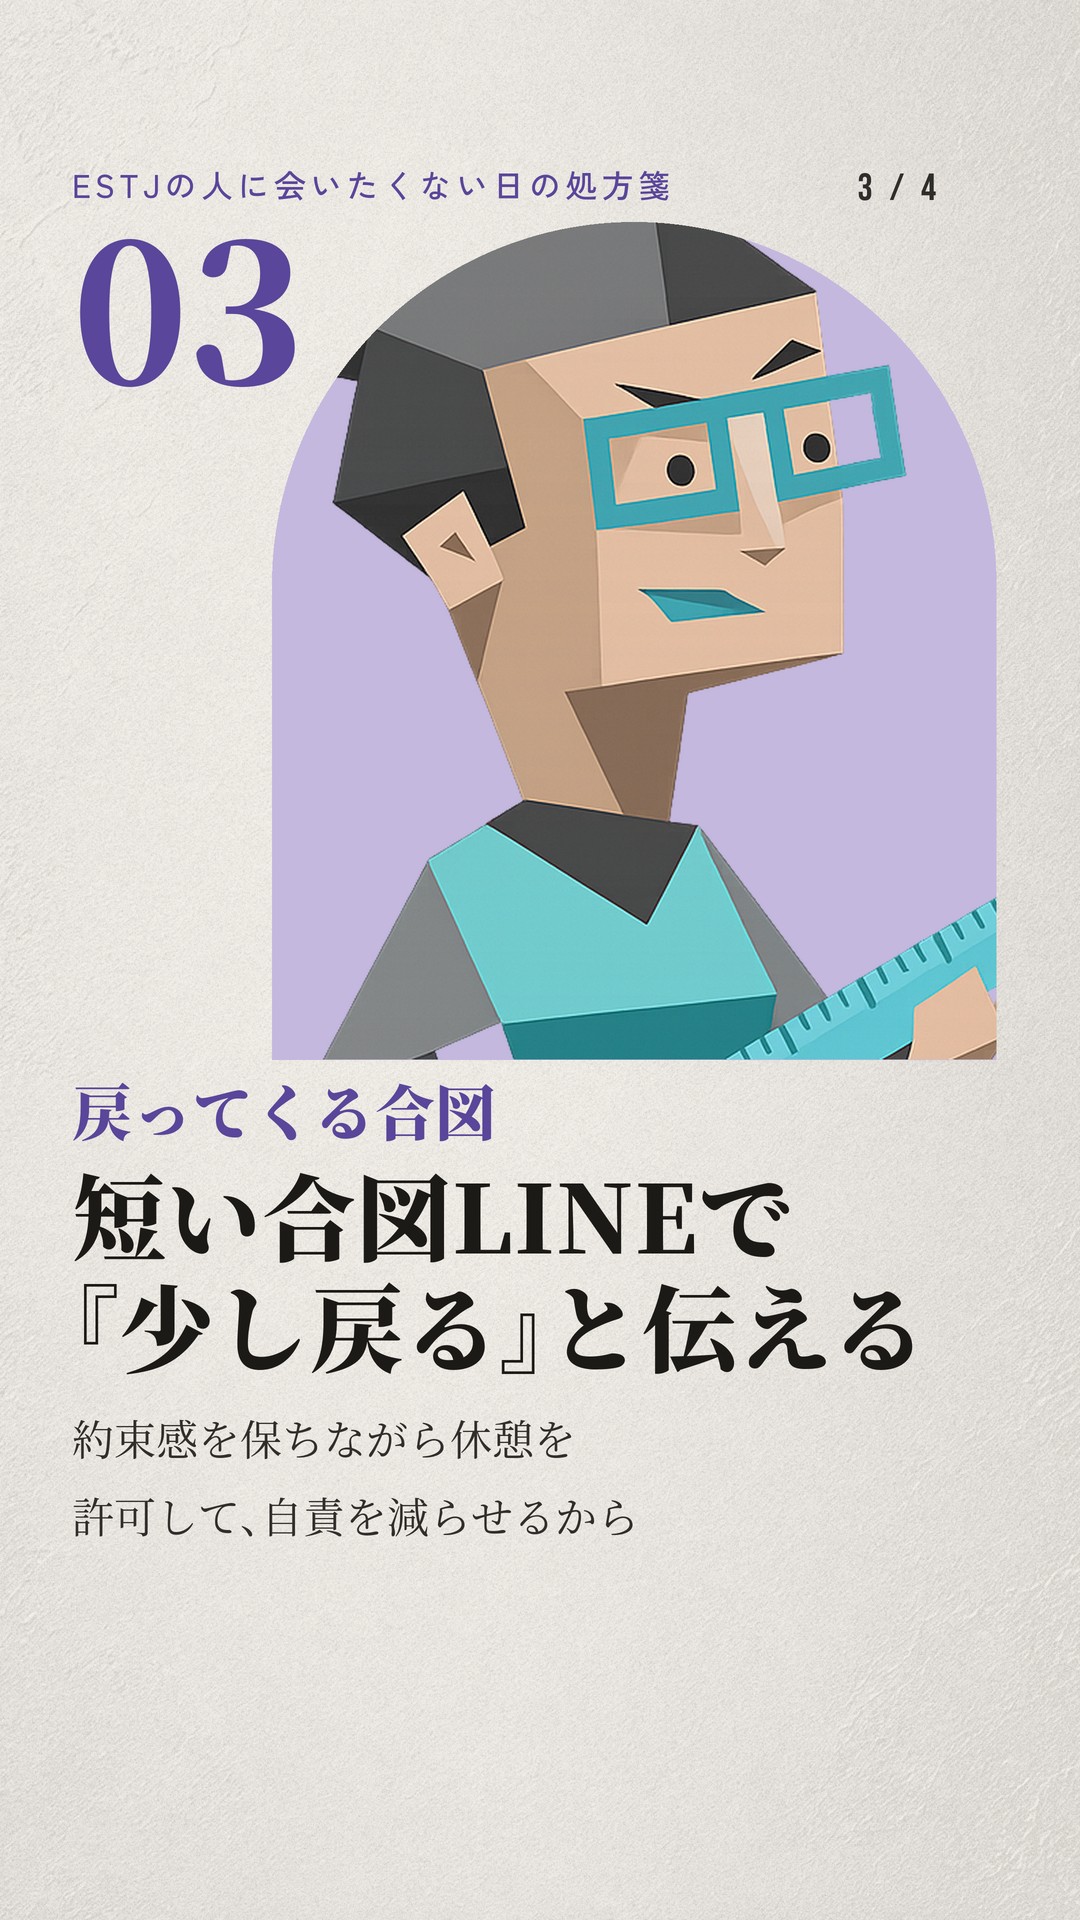 ESTJの人に会いたくない日の処方箋
3 / 4
03
戻ってくる合図
短い合図LINEで
『少し戻る』と伝える
約束感を保ちながら休憩を
許可して、自責を減らせるから